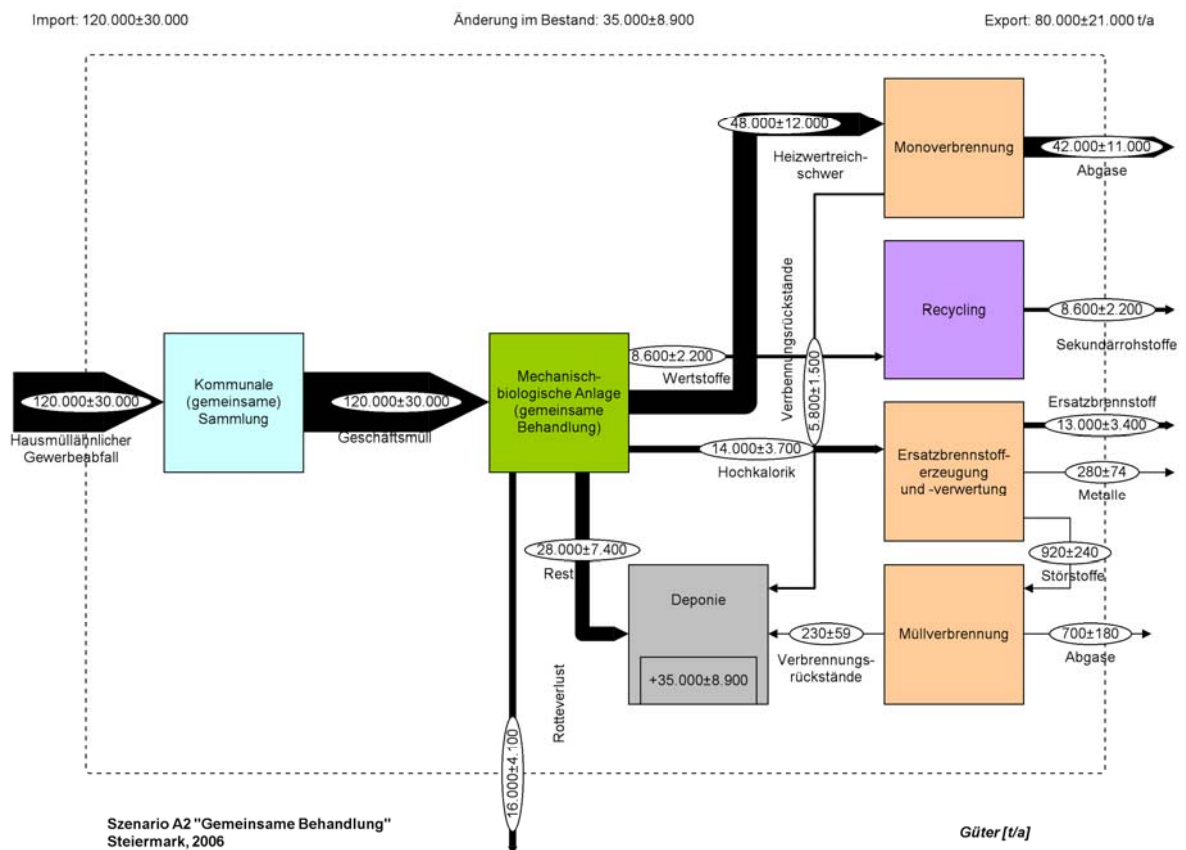 Import: 120.000±30.000
Änderung im Bestand: 35.000±8.900
Export: 80.000±21.000 t/a
48.000±12.000
Heizwertreich-
schwer
Monoverbrennung
42.000±11.000
Abgase
Verrbennungsrückstände
5.800±1.500
Recycling
8.600±2.200
Sekundärrohstoffe
120.000±30.000
Hausmüllähnlicher
Gewerbeabfall
Kommunale
(gemeinsame)
Sammlung
120.000±30.000
Geschäftsmüll
Mechanisch-
biologische Anlage
(gemeinsame
Behandlung)
8.600±2.200
Wertstoffe
14.000±3.700
Hochkalorik
Ersatzbrennstoff-
erzeugung
und -verwertung
Ersatzbrennstoff
13.000±3.400
280±74
Metalle
920±240
Störstoffe
28.000±7.400
Rest
Deponie
+35.000±8.900
230±59
Verbrennungs-
rückstände
Müllverbrennung
700±180
Abgase
Rotteverlust
16.000±4.100
Szenario A2 "Gemeinsame Behandlung"
Steiermark, 2006
Güter [t/a]